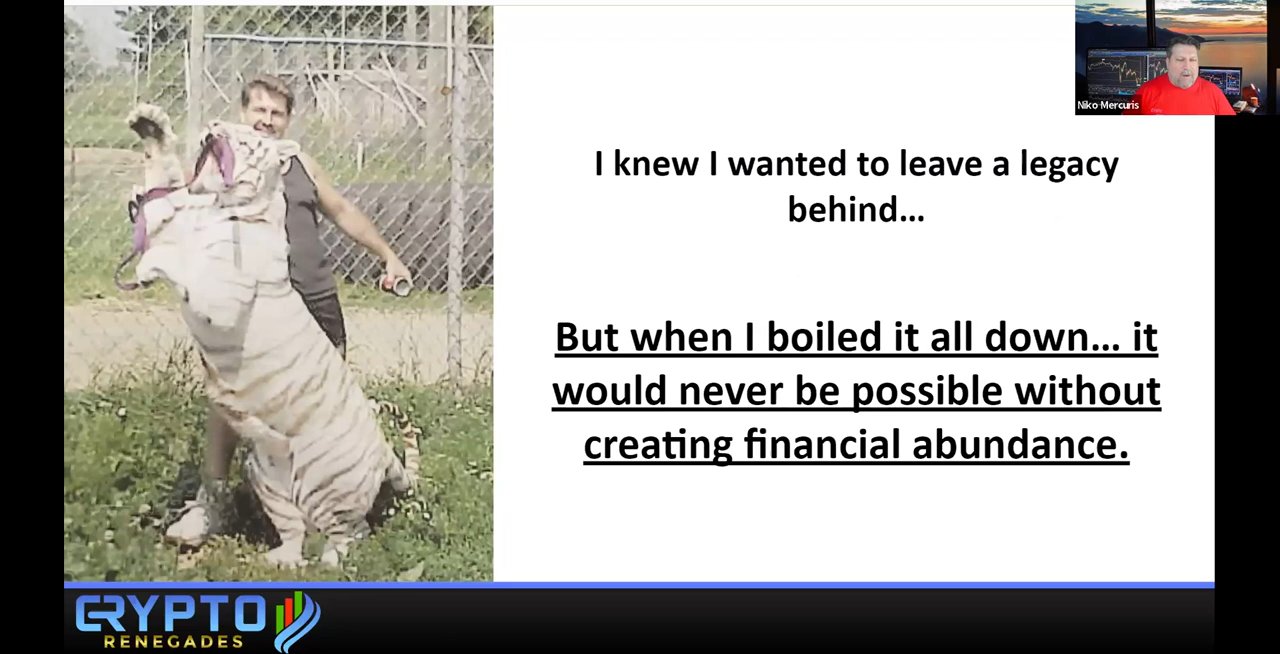 Niko Mercuris
I knew I wanted to leave a legacy
behind...
But when I boiled it all down... it
would never be possible without
creating financial abundance.
CRYPTO
RENEGADES